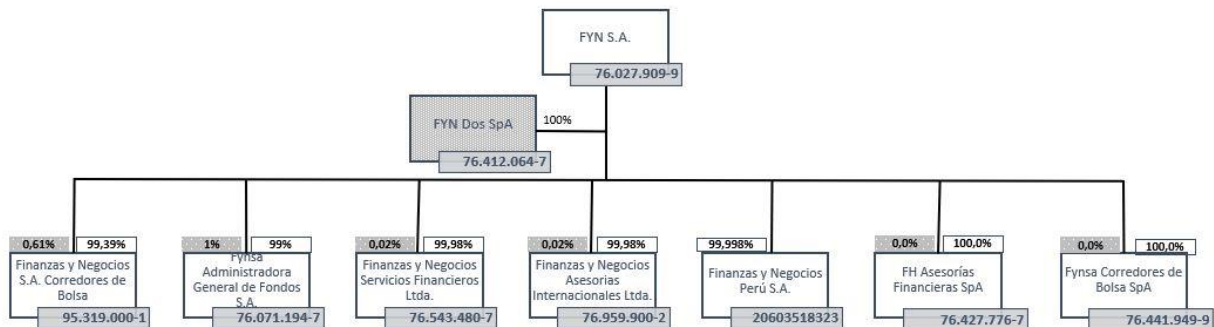 FYN S.A.
76.027.909-9
FYN Dos SpA
100%
76.412.064-7
0,61% 99,39%
Finanzas y Negocios
S.A. Corredores de
Bolsa
95.319.000-1
1% 99%
Fynsa
Administradora
General de Fondos
S.A.
76.071.194-7
0,02% 99,98%
Finanzas y Negocios
Servicios Financieros
Ltda.
76.543.480-7
0,02% 99,98%
Finanzas y Negocios
Asesorias
Internacionales Ltda.
76.959.900-2
99,998%
Finanzas y Negocios
Perú S.A.
20603518323
0,0% 100,0%
FH Asesorías
Financieras SpA
76.427.776-7
0,0% 100,0%
Fynsa Corredores de
Bolsa SpA
76.441.949-9